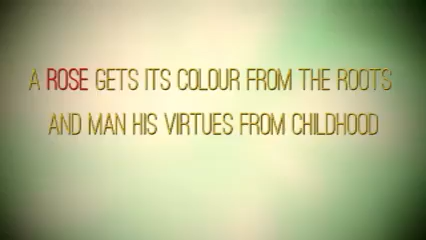 A ROSE GETS ITS COLOUR FROM THE ROOTS
AND MAN HIS VIRTUES FROM CHILDHOOD